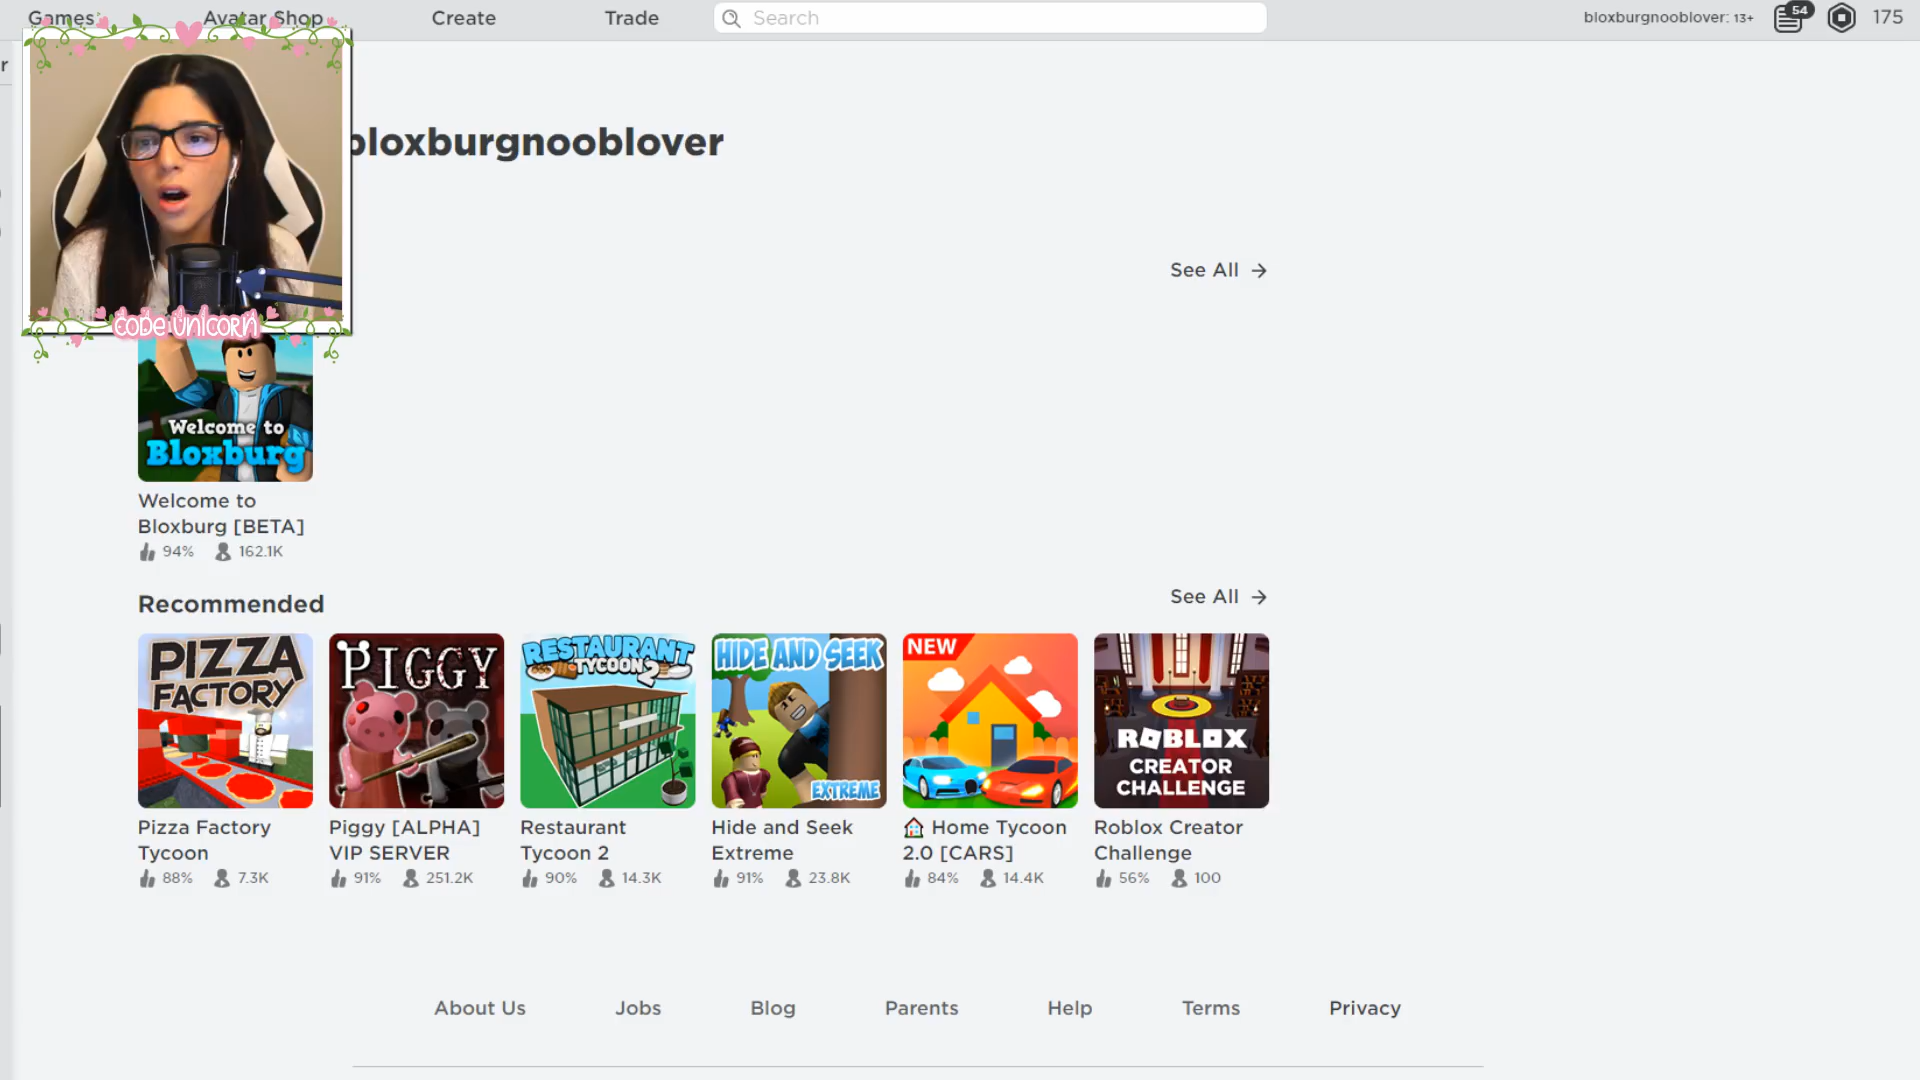 Games Avatar Shop Create Trade Search bloxburgnooblover: 13+ 54 175
r
bloxburgnooblover
See All
CODE UNICORN
Welcome to
Bloxburg
Welcome to
Bloxburg [BETA]
94% 162.1K
Recommended
See All
PIZZA
FACTORY
PIGGY
RESTAURANT
TYCOON 2
HIDE AND SEEK
EXTREME
NEW
ROBLOX
CREATOR
CHALLENGE
Pizza Factory
Tycoon
88% 7.3K
Piggy [ALPHA]
VIP SERVER
91% 251.2K
Restaurant
Tycoon 2
90% 14.3K
Hide and Seek
Extreme
91% 23.8K
Home Tycoon
2.0 [CARS]
84% 14.4K
Roblox Creator
Challenge
56% 100
About Us Jobs Blog Parents Help Terms Privacy